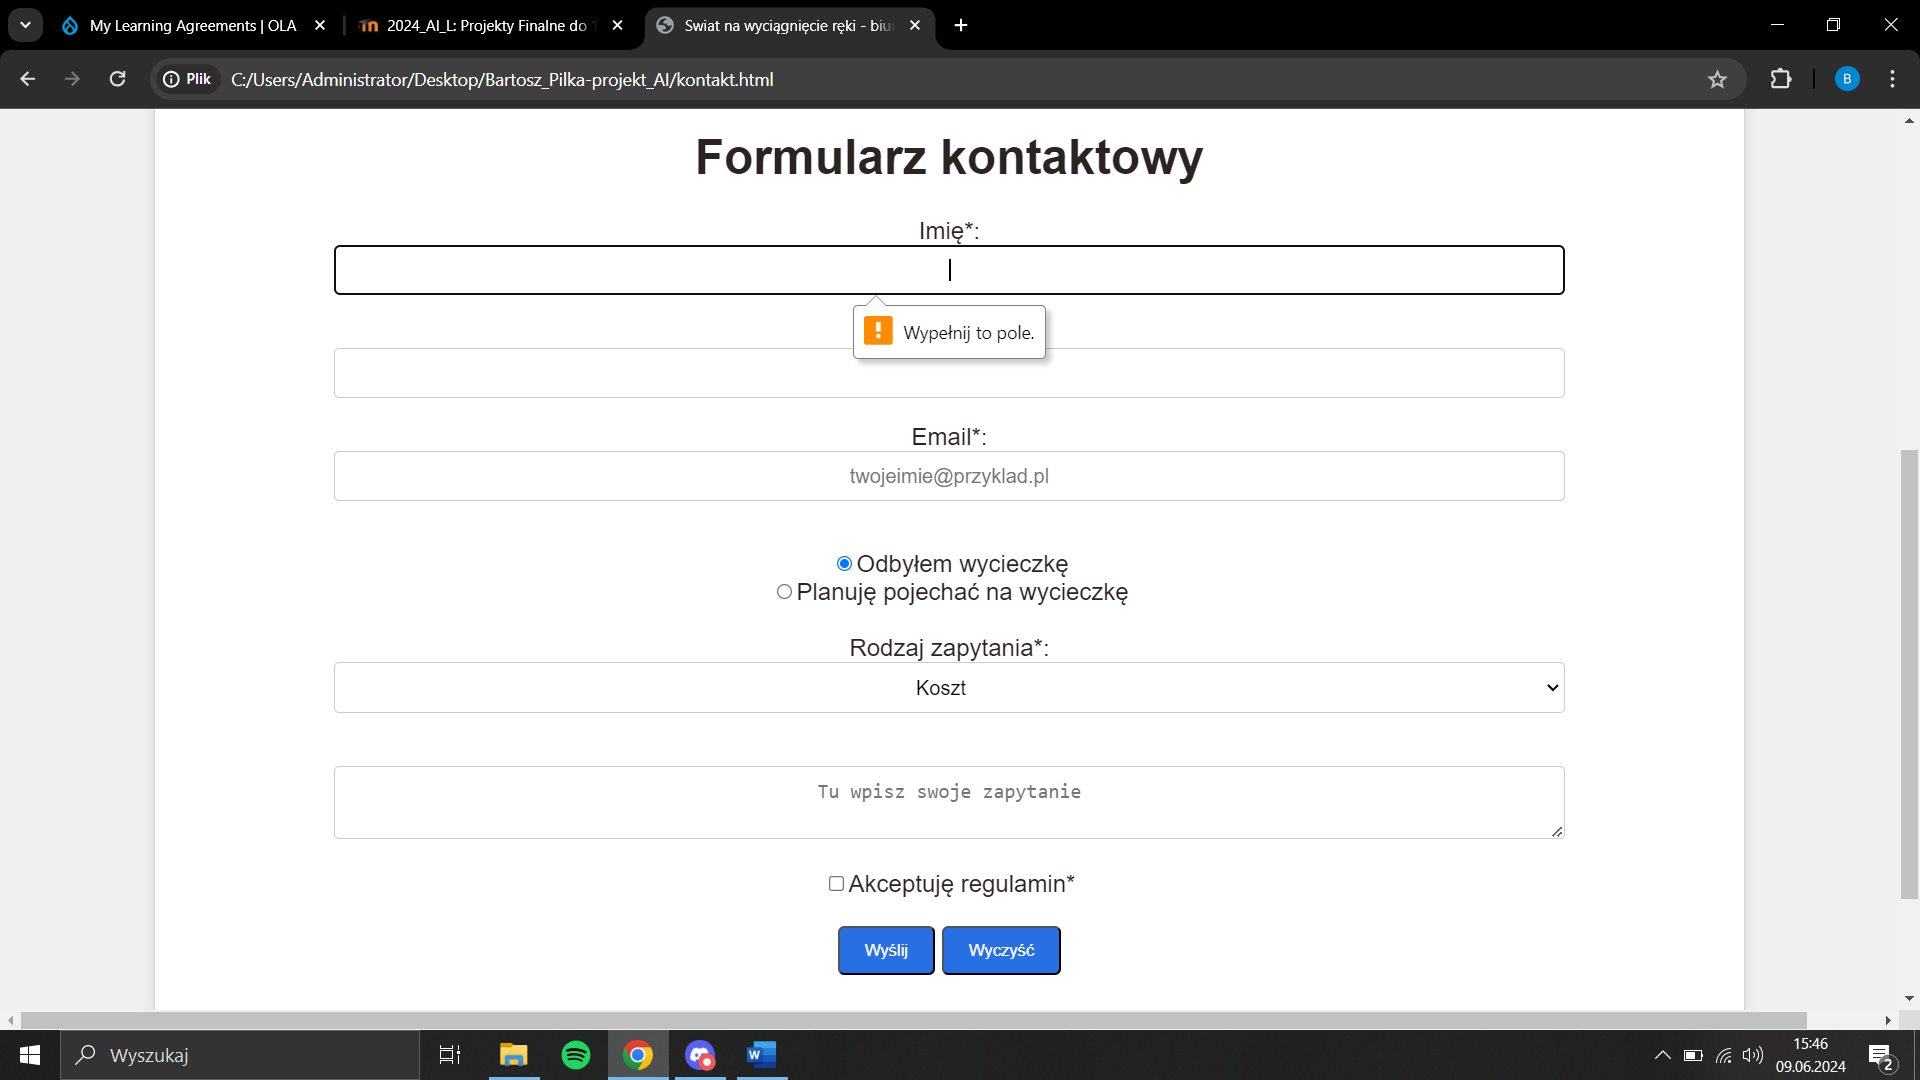 My Learning Agreements | OLA
2024_AI_L: Projekty Finalne do
Swiat na wyciągnięcie ręki - biu
Plik
C:/Users/Administrator/Desktop/Bartosz_Pilka-projekt_AI/kontakt.html
B
Formularz kontaktowy
Imię*:
Wypełnij to pole.
Email*:
twojeimie@przyklad.pl
Odbyłem wycieczkę
Planuję pojechać na wycieczkę
Rodzaj zapytania*:
Koszt
Tu wpisz swoje zapytanie
Akceptuję regulamin*
Wyślij Wyczyść
Wyszukaj
15:46
09.06.2024
2